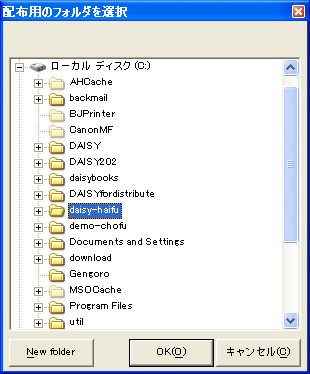 配布用のフォルダを選択
ローカル ディスク (C:)
AHCache
backmail
BJPrinter
CanonMF
DAISY
DAISY202
daisybooks
DAISYfordistribute
daisy-haifu
demo-chofu
Documents and Settings
download
Gengoro
MSOCache
Program Files
util
New folder
OK(O)
キャンセル(C)